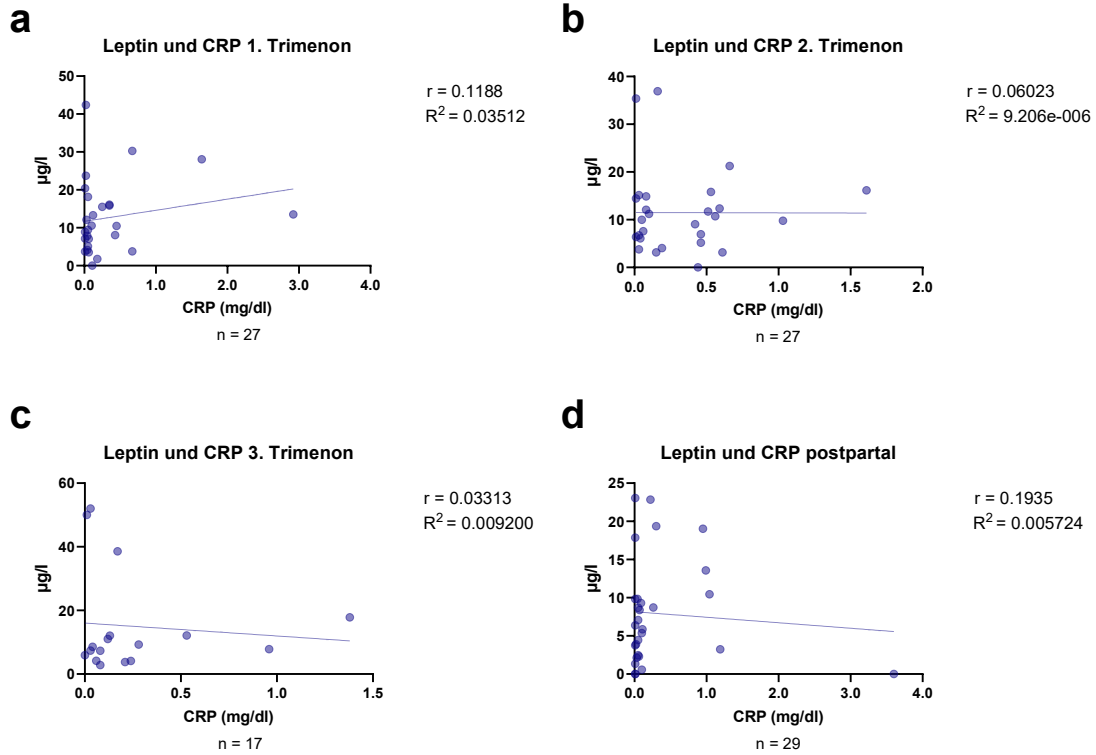 a
Leptin und CRP 1. Trimenon
r = 0.1188
R2 = 0.03512
µg/l
50
40
30
20
10
0
0.0 1.0 2.0 3.0 4.0
CRP (mg/dl)
n = 27
b
Leptin und CRP 2. Trimenon
r = 0.06023
R2 = 9.206e-006
µg/l
40
30
20
10
0
0.0 0.5 1.0 1.5 2.0
CRP (mg/dl)
n = 27
c
Leptin und CRP 3. Trimenon
r = 0.03313
R2 = 0.009200
µg/l
60
40
20
0
0.0 0.5 1.0 1.5
CRP (mg/dl)
n = 17
d
Leptin und CRP postpartal
r = 0.1935
R2 = 0.005724
µg/l
25
20
15
10
5
0
0.0 1.0 2.0 3.0 4.0
CRP (mg/dl)
n = 29